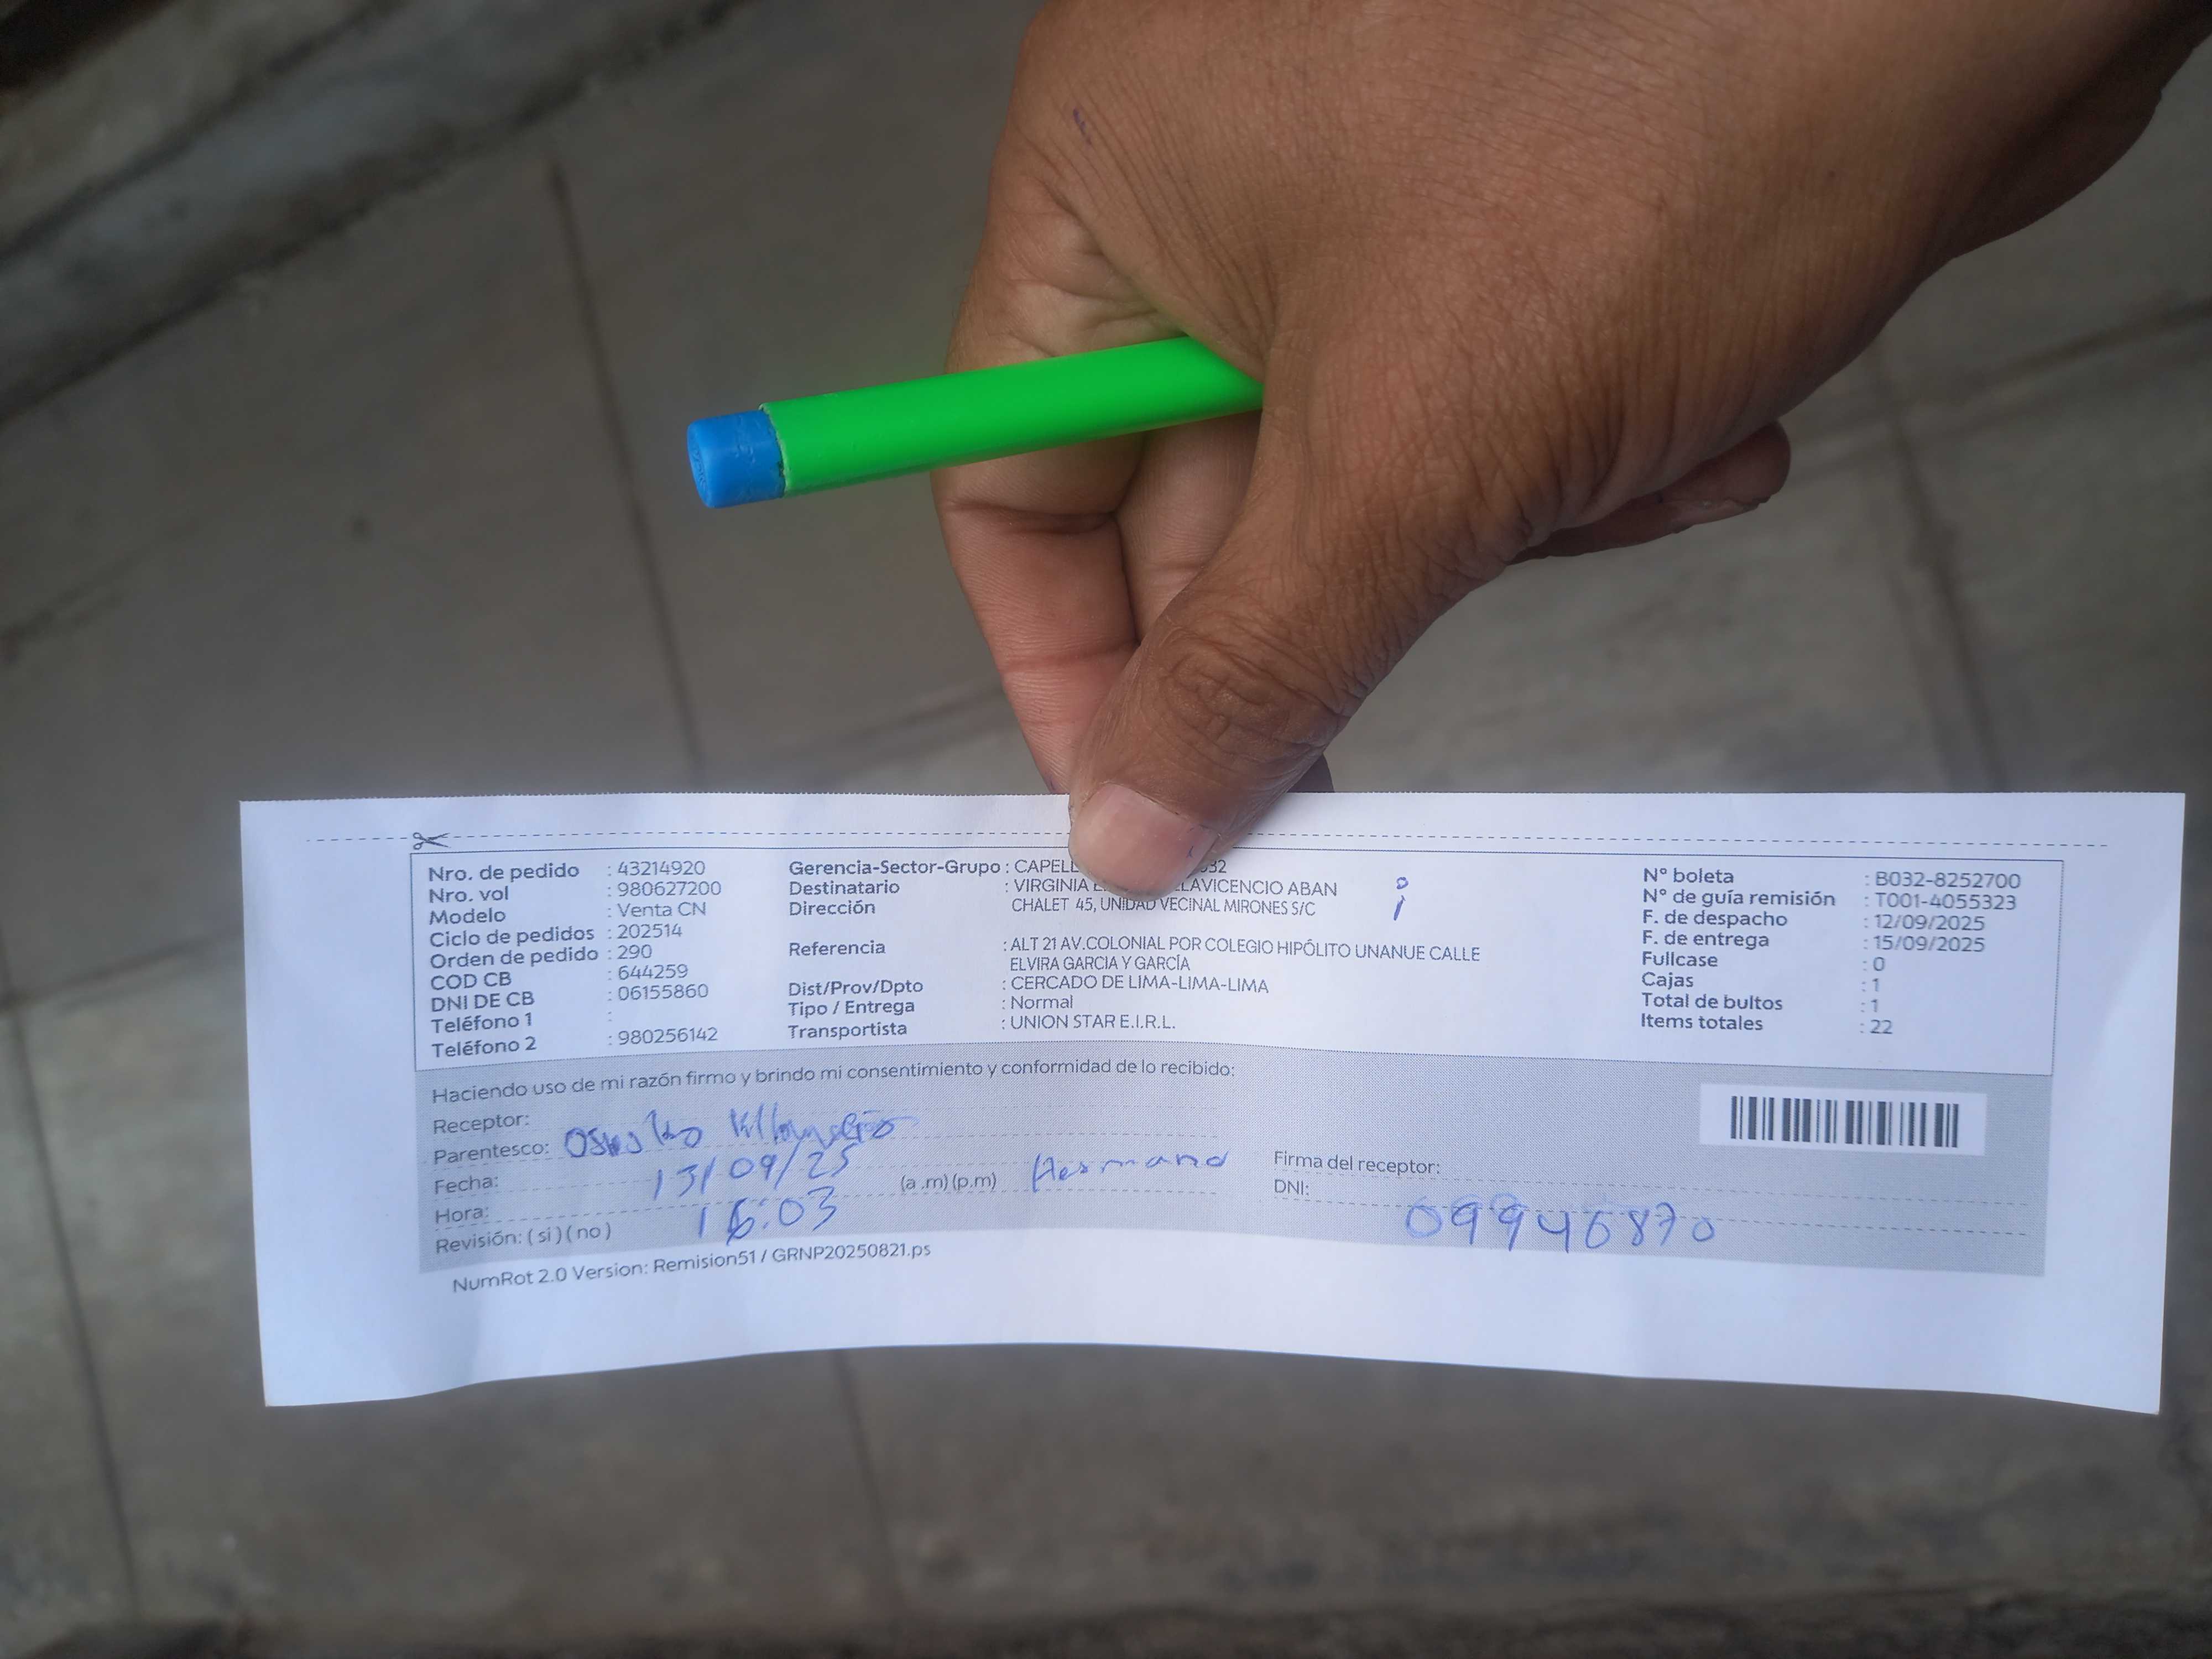 Nro. de pedido : 43214920
Nro. vol : 980627200
Modelo : Venta CN
Ciclo de pedidos : 202514
Orden de pedido : 290
COD CB : 644259
DNI DE CB : 06155860
Teléfono 1 :
Teléfono 2 : 980256142
Gerencia-Sector-Grupo : CAPELL
Destinatario : VIRGINIA LAVICENCIO ABAN
Dirección CHALET 45, UNIDAD VECINAL MIRONES S/C
Referencia : ALT 21 AV.COLONIAL POR COLEGIO HIPÓLITO UNANUE CALLE
ELVIRA GARCIA Y GARCÍA
Dist/Prov/Dpto : CERCADO DE LIMA-LIMA-LIMA
Tipo / Entrega : Normal
Transportista : UNION STAR E.I.R.L.
N° boleta : B032-8252700
N° de guía remisión : T001-4055323
F. de despacho : 12/09/2025
F. de entrega : 15/09/2025
Fullcase : 0
Cajas : 1
Total de bultos : 1
Items totales : 22
Haciendo uso de mi razón firmo y brindo mi consentimiento y conformidad de lo recibido:
Receptor:
Parentesco:
Fecha: 13/09/25
Hora: 16:03 (a .m) (p.m) Hermano
Revisión: ( si ) ( no )
Firma del receptor:
DNI: 09946870
NumRot 2.0 Version: Remision51 / GRNP20250821.ps